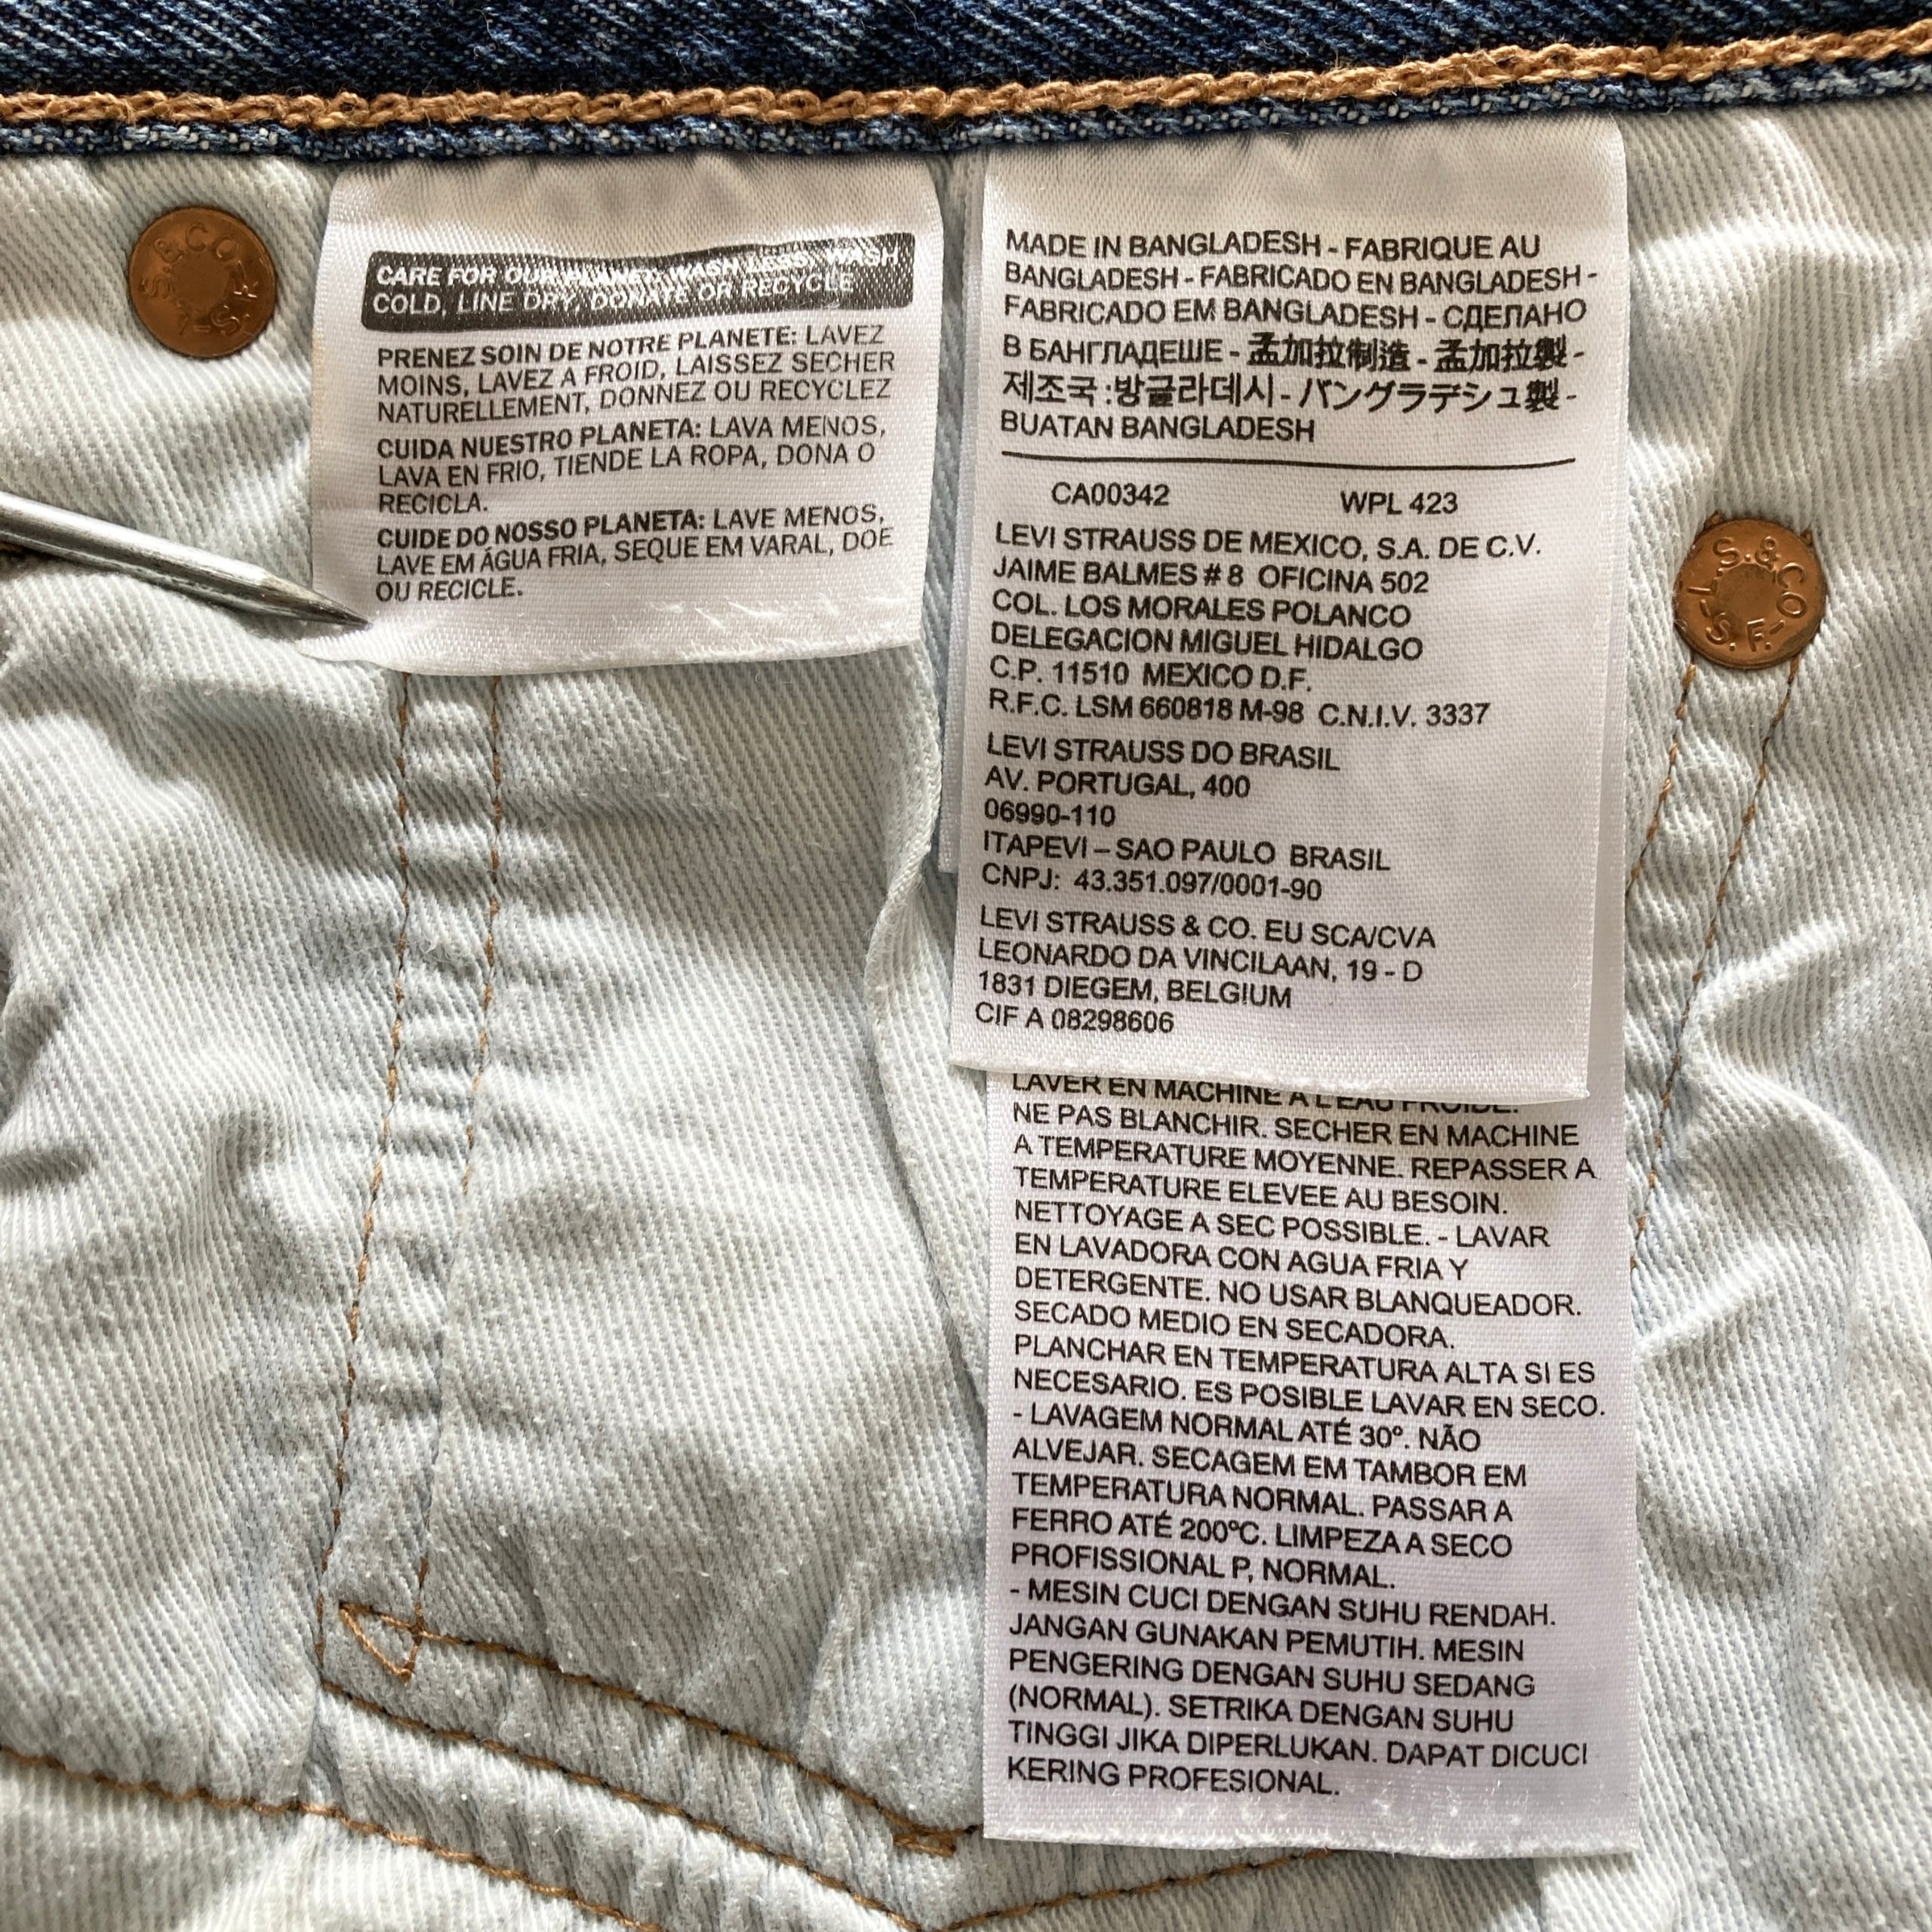 L.S.&CO.-S.F.-
CARE FOR OUR PLANET: WASH LESS, WASH
COLD, LINE DRY, DONATE OR RECYCLE
PRENEZ SOIN DE NOTRE PLANETE: LAVEZ
MOINS, LAVEZ A FROID, LAISSEZ SECHER
NATURELLEMENT, DONNEZ OU RECYCLEZ
CUIDA NUESTRO PLANETA: LAVA MENOS,
LAVA EN FRIO, TIENDE LA ROPA, DONA O
RECICLA.
CUIDE DO NOSSO PLANETA: LAVE MENOS,
LAVE EM ÁGUA FRIA, SEQUE EM VARAL, DOE
OU RECICLE.
MADE IN BANGLADESH - FABRIQUE AU
BANGLADESH - FABRICADO EN BANGLADESH -
FABRICADO EM BANGLADESH - СДЕЛАНО
В БАНГЛАДЕШЕ - 孟加拉制造 - 孟加拉製 -
제조국 :방글라데시 - バングラデシュ製 -
BUATAN BANGLADESH
CA00342 WPL 423
LEVI STRAUSS DE MEXICO, S.A. DE C.V.
JAIME BALMES # 8 OFICINA 502
COL. LOS MORALES POLANCO
DELEGACION MIGUEL HIDALGO
C.P. 11510 MEXICO D.F.
R.F.C. LSM 660818 M-98 C.N.I.V. 3337
LEVI STRAUSS DO BRASIL
AV. PORTUGAL, 400
06990-110
ITAPEVI – SAO PAULO BRASIL
CNPJ: 43.351.097/0001-90
LEVI STRAUSS & CO. EU SCA/CVA
LEONARDO DA VINCILAAN, 19 - D
1831 DIEGEM, BELGIUM
CIF A 08298606
L.S.&CO.-S.F.-
LAVER EN MACHINE A L'EAU FROIDE.
NE PAS BLANCHIR. SECHER EN MACHINE
A TEMPERATURE MOYENNE. REPASSER A
TEMPERATURE ELEVEE AU BESOIN.
NETTOYAGE A SEC POSSIBLE. - LAVAR
EN LAVADORA CON AGUA FRIA Y
DETERGENTE. NO USAR BLANQUEADOR.
SECADO MEDIO EN SECADORA.
PLANCHAR EN TEMPERATURA ALTA SI ES
NECESARIO. ES POSIBLE LAVAR EN SECO.
- LAVAGEM NORMAL ATÉ 30º. NÃO
ALVEJAR. SECAGEM EM TAMBOR EM
TEMPERATURA NORMAL. PASSAR A
FERRO ATÉ 200ºC. LIMPEZA A SECO
PROFISSIONAL P, NORMAL.
- MESIN CUCI DENGAN SUHU RENDAH.
JANGAN GUNAKAN PEMUTIH. MESIN
PENGERING DENGAN SUHU SEDANG
(NORMAL). SETRIKA DENGAN SUHU
TINGGI JIKA DIPERLUKAN. DAPAT DICUCI
KERING PROFESIONAL.